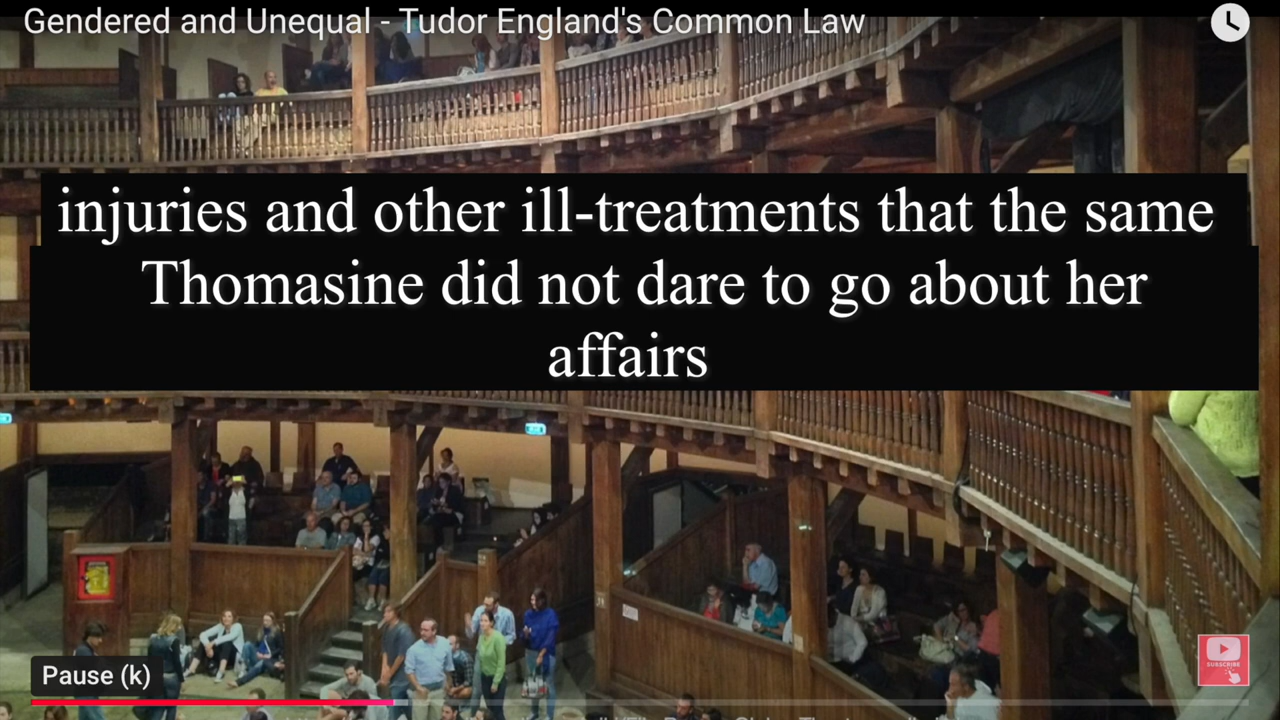 Gendered and Unequal - Tudor England's Common Law
injuries and other ill-treatments that the same
Thomasine did not dare to go about her
affairs
SUBSCRIBE
Pause (k)